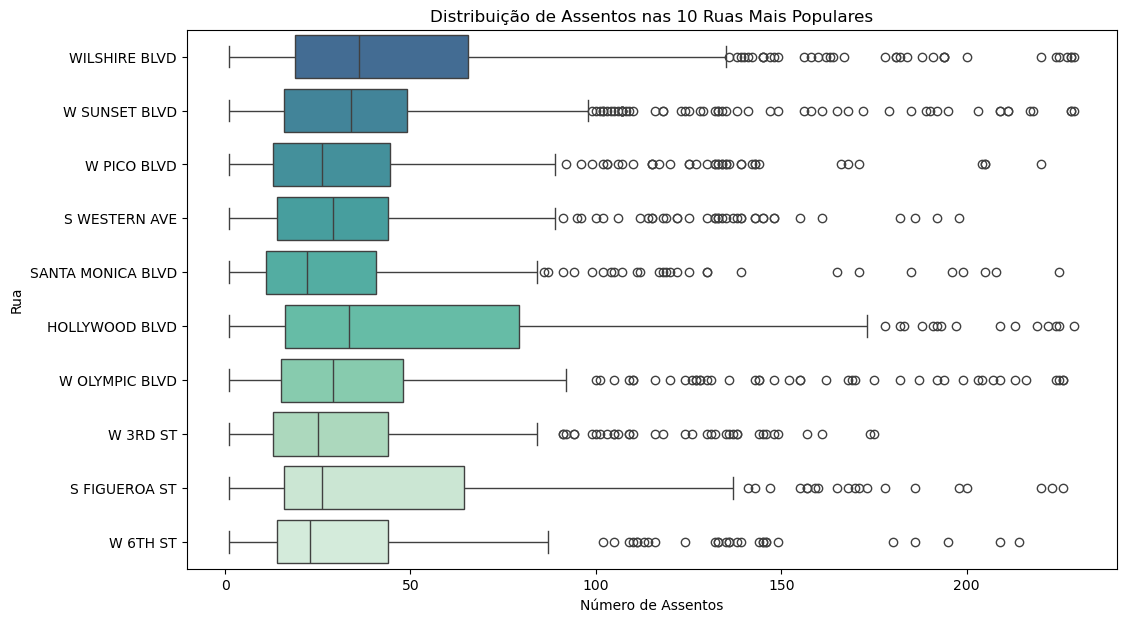 Distribuição de Assentos nas 10 Ruas Mais Populares
Rua
WILSHIRE BLVD
W SUNSET BLVD
W PICO BLVD
S WESTERN AVE
SANTA MONICA BLVD
HOLLYWOOD BLVD
W OLYMPIC BLVD
W 3RD ST
S FIGUEROA ST
W 6TH ST
0 50 100 150 200
Número de Assentos